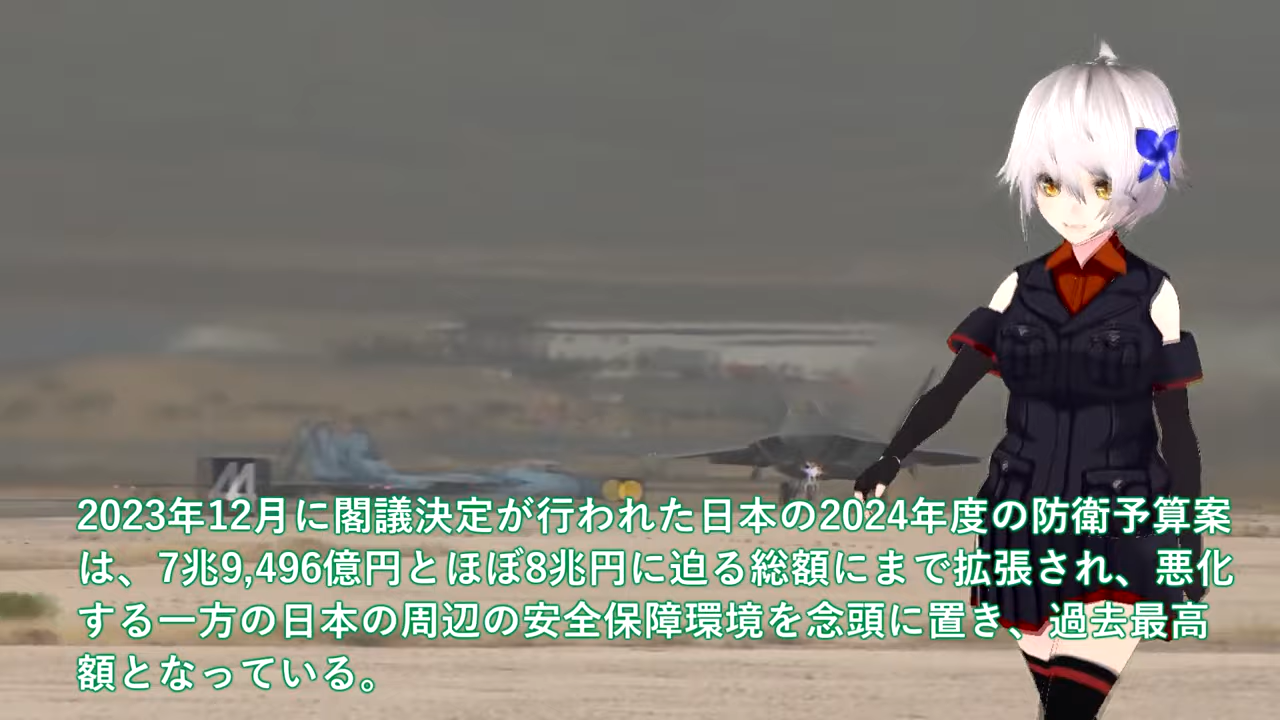 2023年12月に閣議決定が行われた日本の2024年度の防衛予算案
は、7兆9,496億円とほぼ8兆円に迫る総額にまで拡張され、悪化
する一方の日本の周辺の安全保障環境を念頭に置き、過去最高
額となっている。